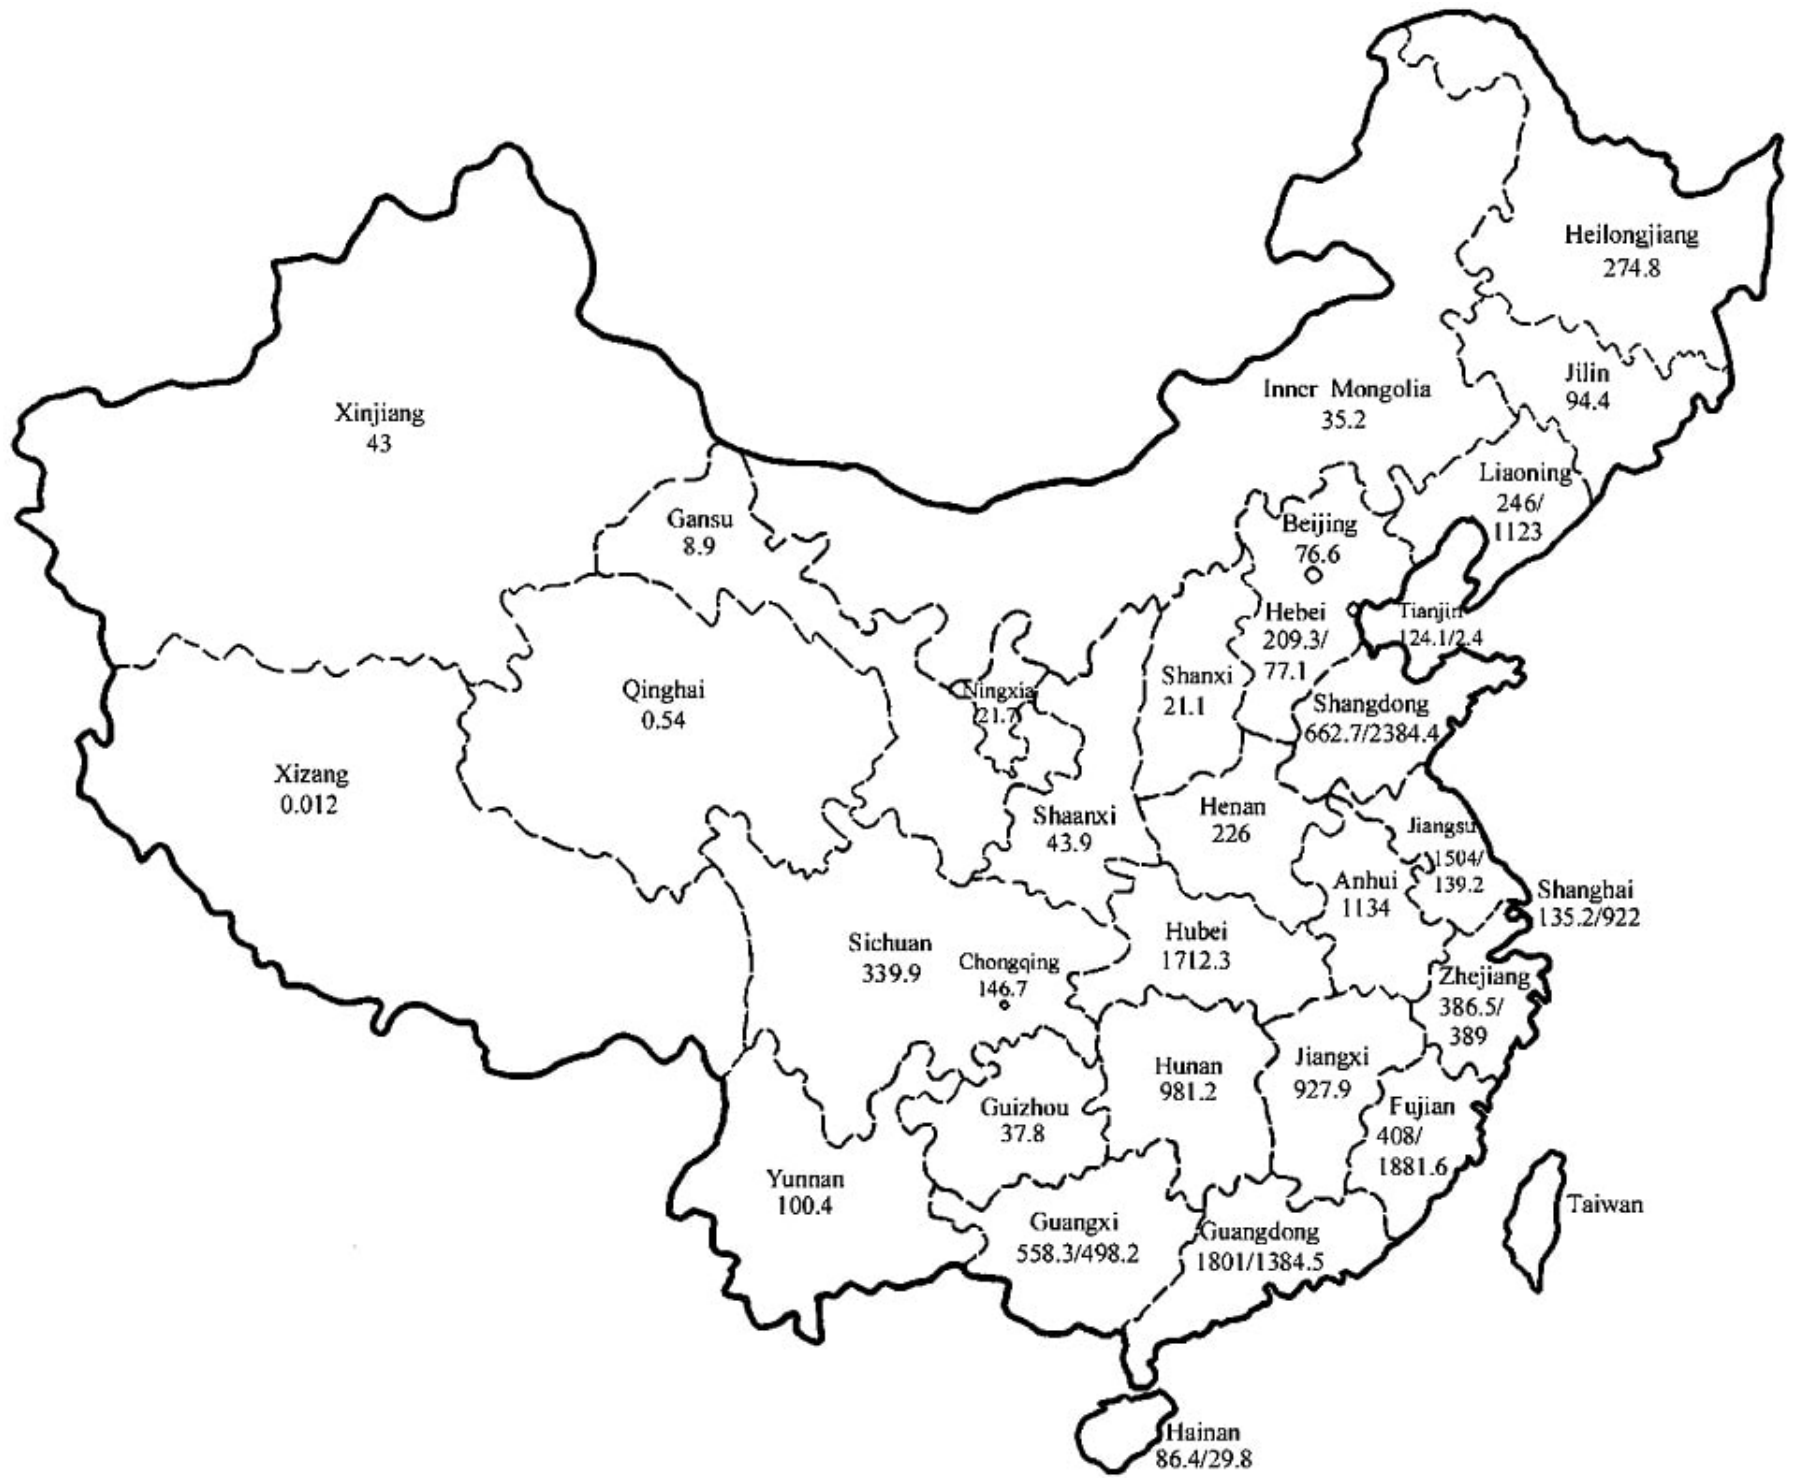 Heilongjiang
274.8
Jilin
94.4
Inner Mongolia
35.2
Xinjiang
43
Liaoning
246/
1123
Gansu
8.9
Beijing
76.6
Hebei
209.3/
77.1
Tianjin
124.1/2.4
Shanxi
21.1
Qinghai
0.54
Ningxia
21.7
Shangdong
662.7/2384.4
Xizang
0.012
Shaanxi
43.9
Henan
226
Jiangsu
1504/
139.2
Anhui
1134
Shanghai
135.2/922
Sichuan
339.9
Chongqing
146.7
Hubei
1712.3
Zhejiang
386.5/
389
Hunan
981.2
Jiangxi
927.9
Guizhou
37.8
Fujian
408/
1881.6
Yunnan
100.4
Guangxi
558.3/498.2
Guangdong
1801/1384.5
Taiwan
Hainan
86.4/29.8